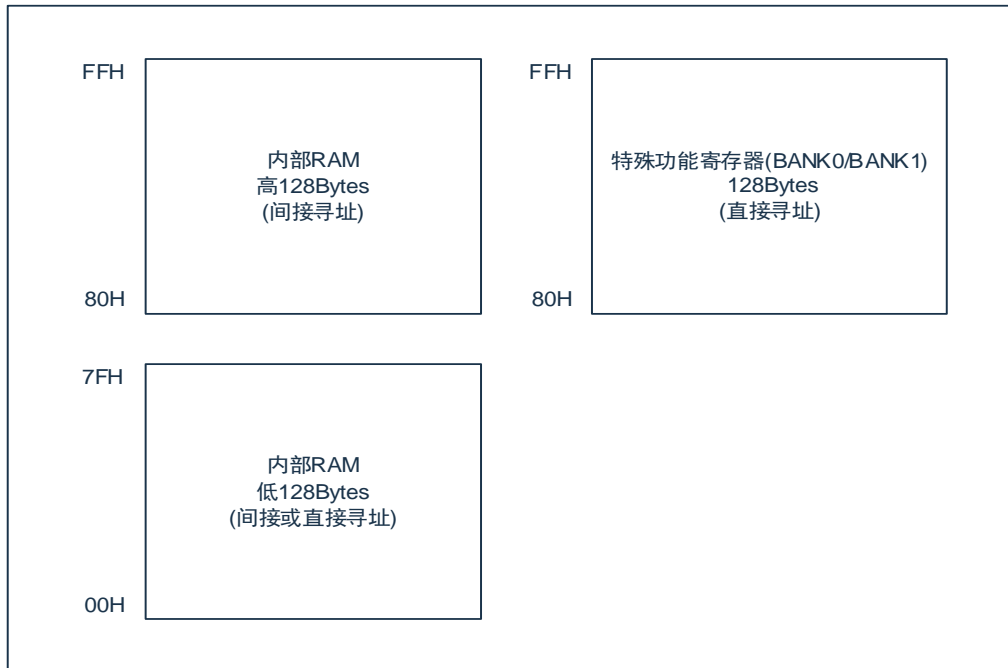 FFH
内部RAM
高128Bytes
(间接寻址)
80H
FFH
特殊功能寄存器(BANK0/BANK1)
128Bytes
(直接寻址)
80H
7FH
内部RAM
低128Bytes
(间接或直接寻址)
00H